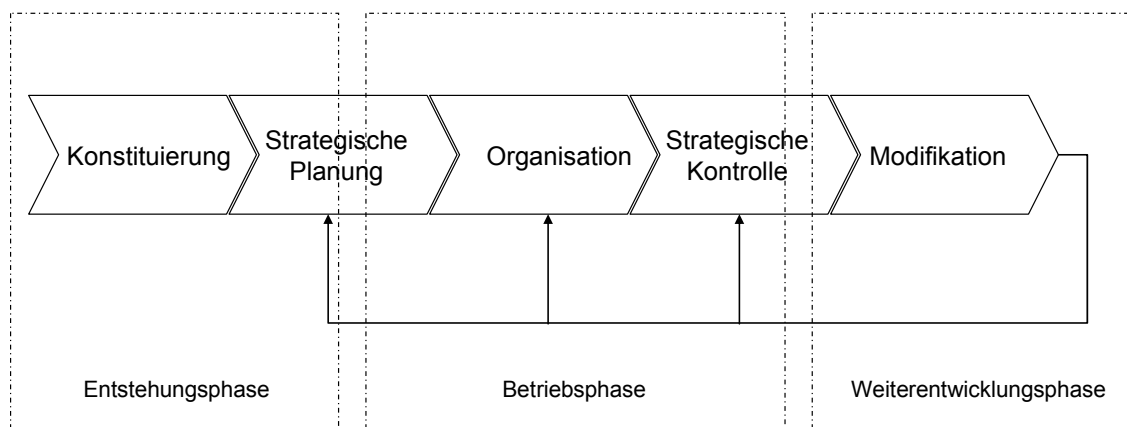 Konstituierung
Strategische
Planung
Organisation
Strategische
Kontrolle
Modifikation
Entstehungsphase
Betriebsphase
Weiterentwicklungsphase